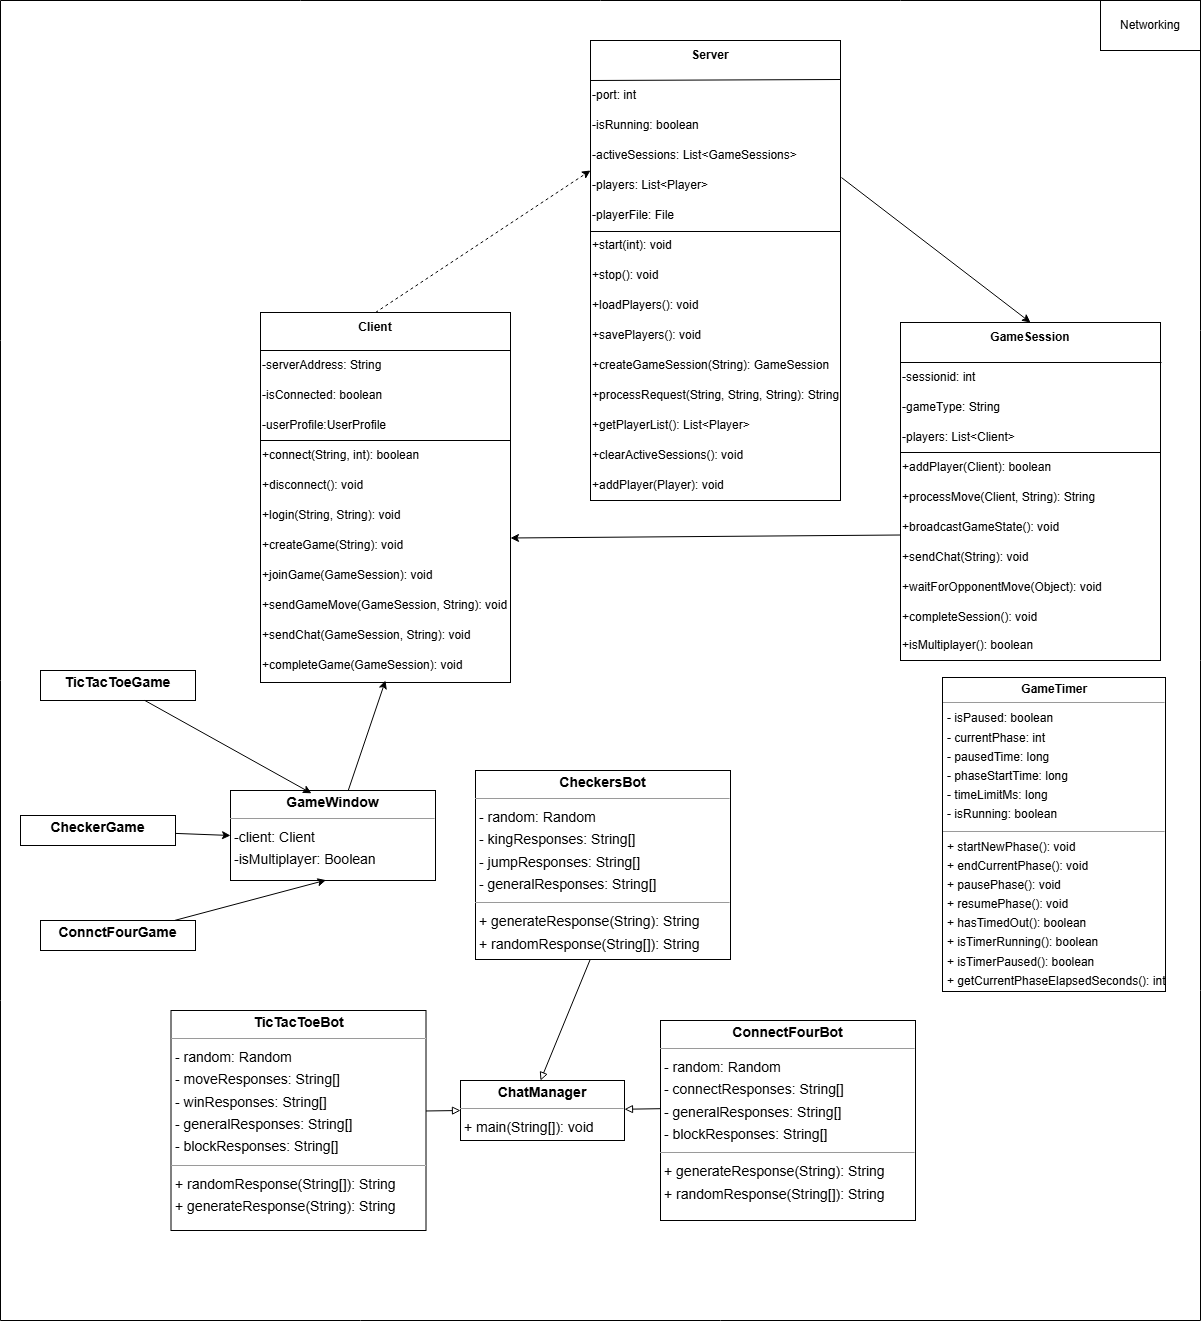 Networking
Server
-port: int
-isRunning: boolean
-activeSessions: List<GameSessions>
-players: List<Player>
-playerFile: File
+start(int): void
+stop(): void
+loadPlayers(): void
+savePlayers(): void
+createGameSession(String): GameSession
+processRequest(String, String, String): String
+getPlayerList(): List<Player>
+clearActiveSessions(): void
+addPlayer(Player): void
Client
-serverAddress: String
-isConnected: boolean
-userProfile:UserProfile
+connect(String, int): boolean
+disconnect(): void
+login(String, String): void
+createGame(String): void
+joinGame(GameSession): void
+sendGameMove(GameSession, String): void
+sendChat(GameSession, String): void
+completeGame(GameSession): void
GameSession
-sessionid: int
-gameType: String
-players: List<Client>
+addPlayer(Client): boolean
+processMove(Client, String): String
+broadcastGameState(): void
+sendChat(String): void
+waitForOpponentMove(Object): void
+completeSession(): void
+isMultiplayer(): boolean
TicTacToeGame
CheckerGame
ConnctFourGame
GameWindow
-client: Client
-isMultiplayer: Boolean
GameTimer
- isPaused: boolean
- currentPhase: int
- pausedTime: long
- phaseStartTime: long
- timeLimitMs: long
- isRunning: boolean
+ startNewPhase(): void
+ endCurrentPhase(): void
+ pausePhase(): void
+ resumePhase(): void
+ hasTimedOut(): boolean
+ isTimerRunning(): boolean
+ isTimerPaused(): boolean
+ getCurrentPhaseElapsedSeconds(): int
CheckersBot
- random: Random
- kingResponses: String[]
- jumpResponses: String[]
- generalResponses: String[]
+ generateResponse(String): String
+ randomResponse(String[]): String
TicTacToeBot
- random: Random
- moveResponses: String[]
- winResponses: String[]
- generalResponses: String[]
- blockResponses: String[]
+ randomResponse(String[]): String
+ generateResponse(String): String
ChatManager
+ main(String[]): void
ConnectFourBot
- random: Random
- connectResponses: String[]
- generalResponses: String[]
- blockResponses: String[]
+ generateResponse(String): String
+ randomResponse(String[]): String